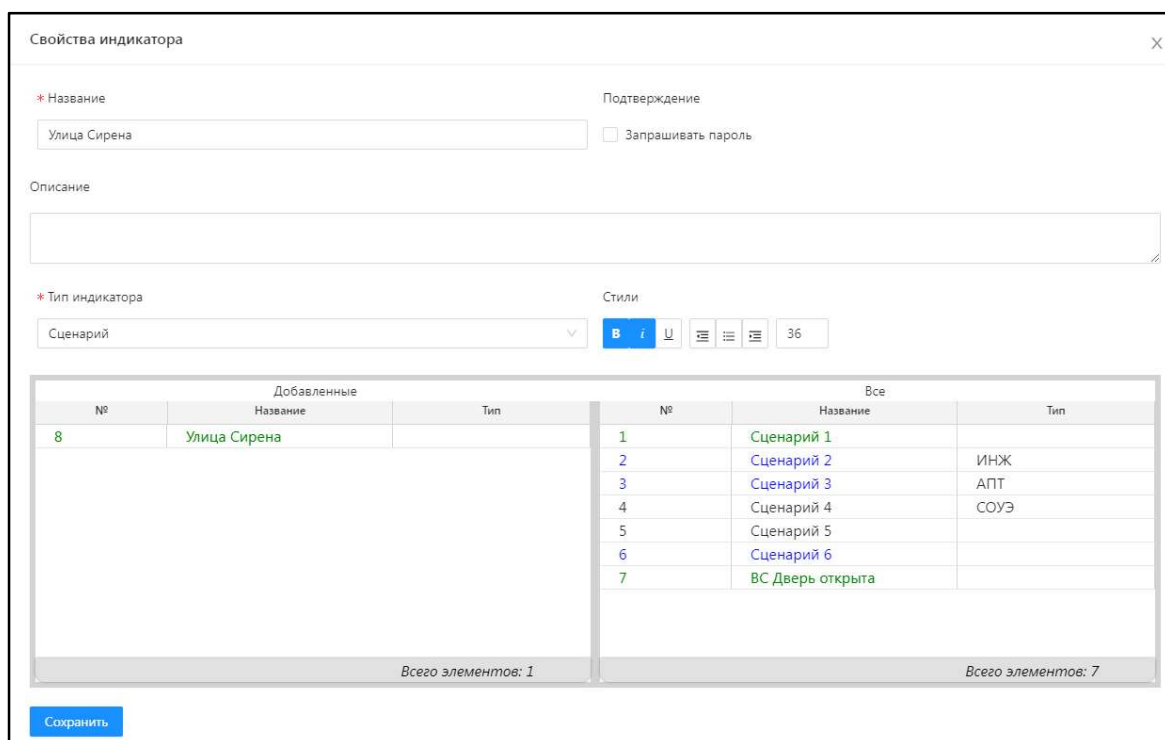 Свойства индикатора
* Название
Подтверждение
Улица Сирена
Запрашивать пароль
Описание
* Тип индикатора
Стили
Сценарий
B i U 36
Добавленные Все
№ Название Тип № Название Тип
8 Улица Сирена 1 Сценарий 1
2 Сценарий 2 ИНЖ
3 Сценарий 3 АПТ
4 Сценарий 4 СОУЭ
5 Сценарий 5
6 Сценарий 6
7 ВС Дверь открыта
Всего элементов: 1 Всего элементов: 7
Сохранить